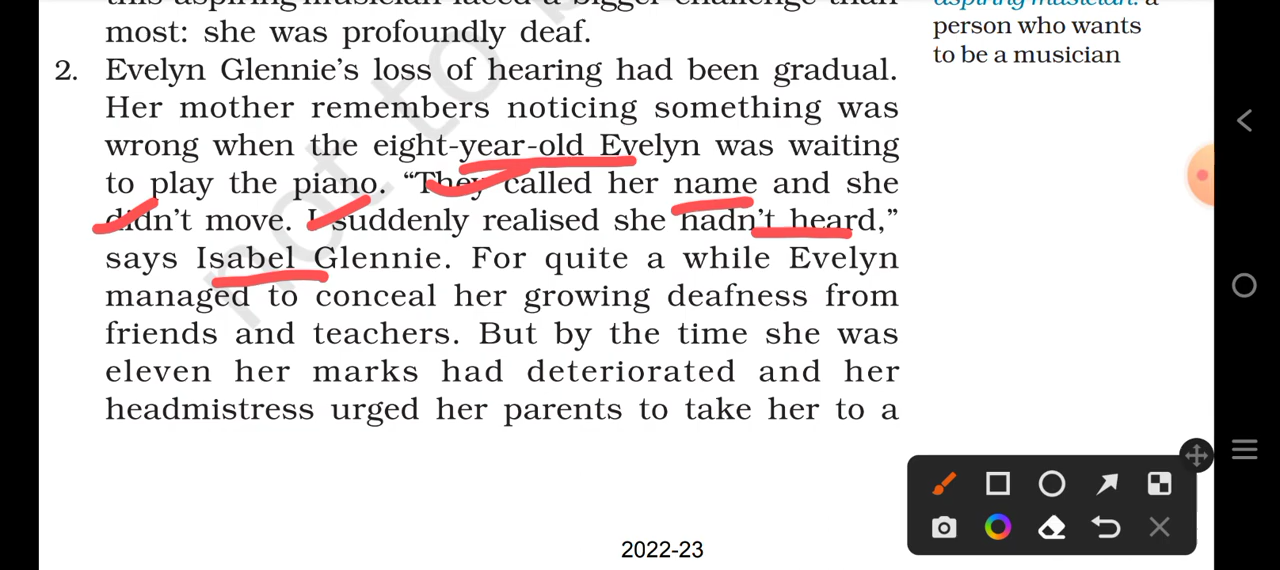 most: she was profoundly deaf.
person who wants
to be a musician
2. Evelyn Glennie’s loss of hearing had been gradual.
Her mother remembers noticing something was
wrong when the eight-year-old Evelyn was waiting
to play the piano. “They called her name and she
didn’t move. I suddenly realised she hadn’t heard,”
says Isabel Glennie. For quite a while Evelyn
managed to conceal her growing deafness from
friends and teachers. But by the time she was
eleven her marks had deteriorated and her
headmistress urged her parents to take her to a
not to
2022-23